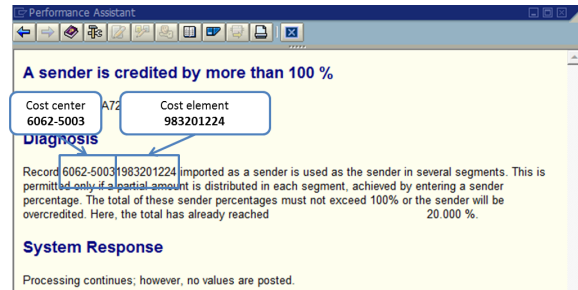 Performance Assistant
A sender is credited by more than 100 %
A72
Cost center
6062-5003
Cost element
983201224
Diagnosis
Record 6062-50031983201224 imported as a sender is used as the sender in several segments. This is
permitted only if a partial amount is distributed in each segment, achieved by entering a sender
percentage. The total of these sender percentages must not exceed 100% or the sender will be
overcredited. Here, the total has already reached 20.000 %.
System Response
Processing continues; however, no values are posted.